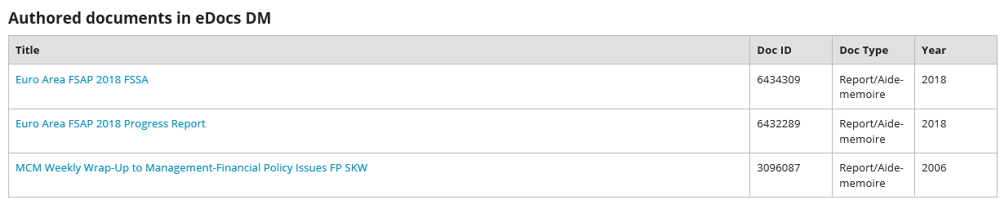 Authored documents in eDocs DM
Title Doc ID Doc Type Year
Euro Area FSAP 2018 FSSA 6434309 Report/Aide- 2018
memoire
Euro Area FSAP 2018 Progress Report 6432289 Report/Aide- 2018
memoire
MCM Weekly Wrap-Up to Management-Financial Policy Issues FP SKW 3096087 Report/Aide- 2006
memoire